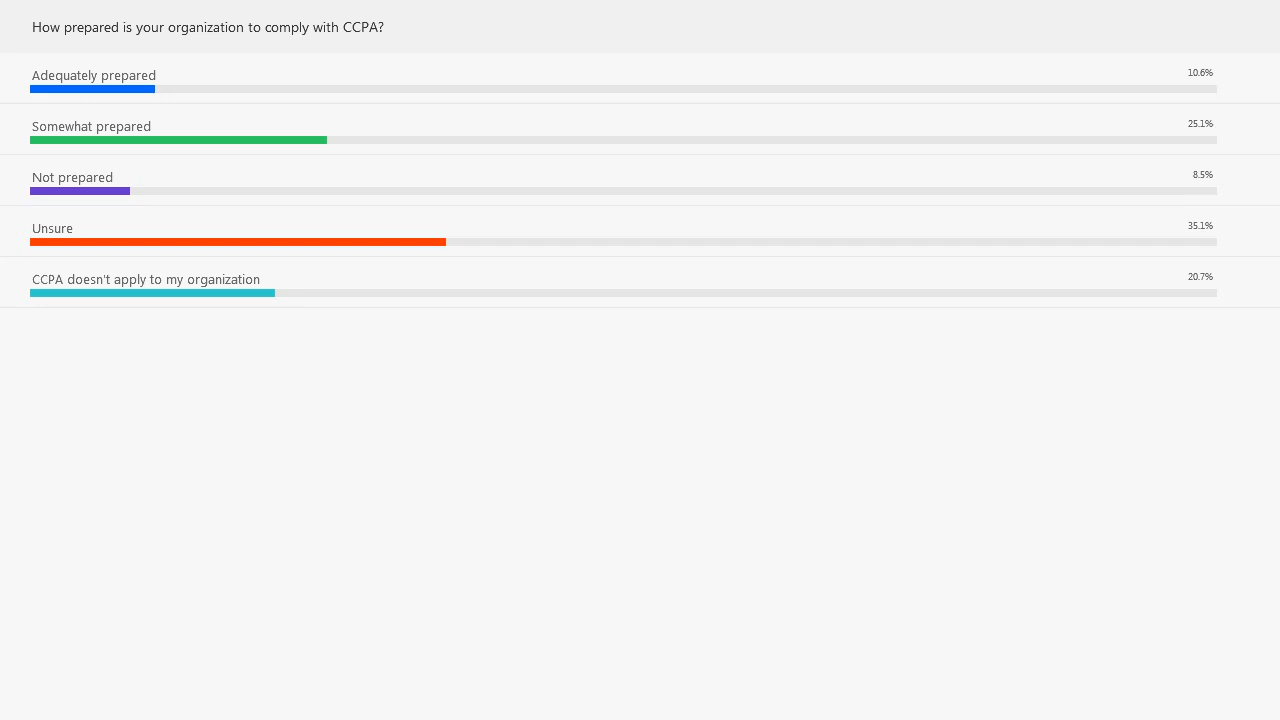 How prepared is your organization to comply with CCPA?
Adequately prepared
10.6%
Somewhat prepared
25.1%
Not prepared
8.5%
Unsure
35.1%
CCPA doesn't apply to my organization
20.7%